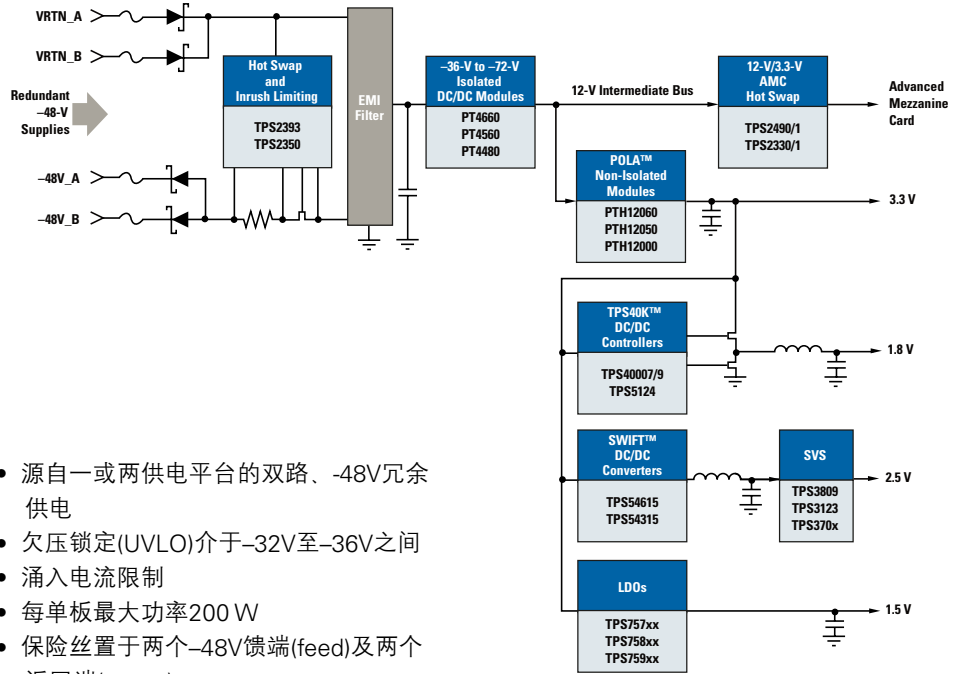 VRTN_A
VRTN_B
Redundant
–48-V
Supplies
–48V_A
–48V_B
Hot Swap
and
Inrush Limiting
TPS2393
TPS2350
EMI
Filter
–36-V to –72-V
Isolated
DC/DC Modules
PT4660
PT4560
PT4480
12-V Intermediate Bus
12-V/3.3-V
AMC
Hot Swap
TPS2490/1
TPS2330/1
Advanced
Mezzanine
Card
POLA™
Non-Isolated
Modules
PTH12060
PTH12050
PTH12000
3.3 V
TPS40K™
DC/DC
Controllers
TPS40007/9
TPS5124
1.8 V
SWIFT™
DC/DC
Converters
TPS54615
TPS54315
SVS
TPS3809
TPS3123
TPS370x
2.5 V
LDOs
TPS757xx
TPS758xx
TPS759xx
1.5 V
• 源自一或两供电平台的双路、-48V冗余
供电
• 欠压锁定(UVLO)介于–32V至–36V之间
• 涌入电流限制
• 每单板最大功率200 W
• 保险丝置于两个–48V馈端(feed)及两个